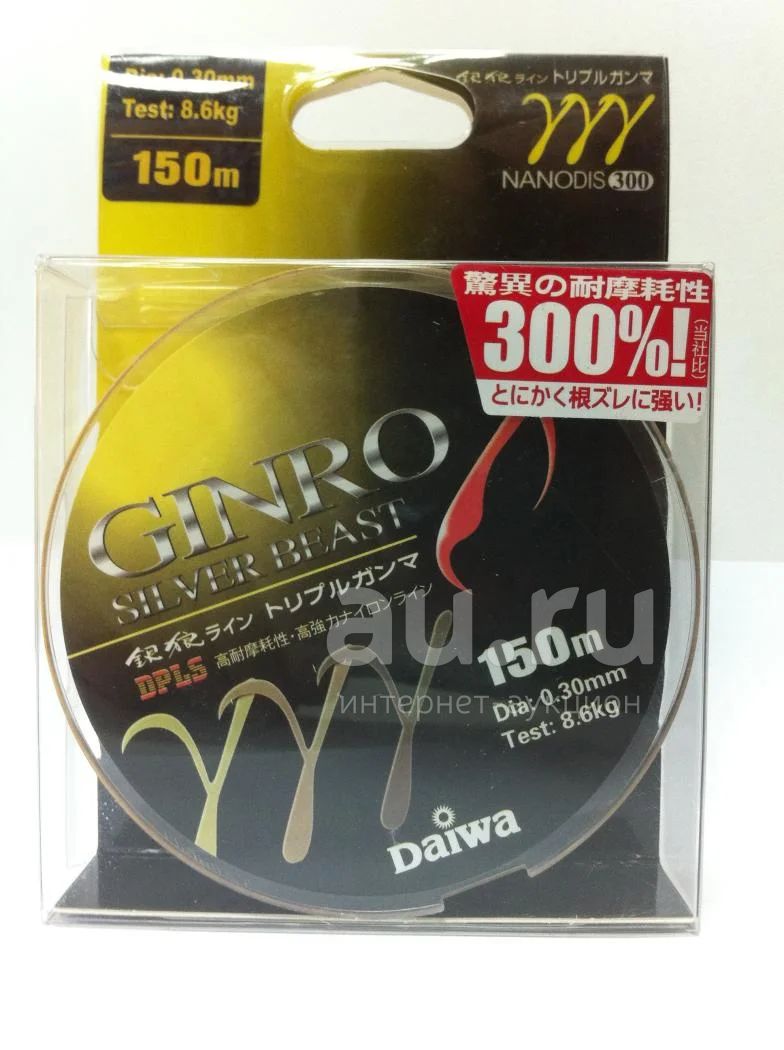 Dia: 0.30mm
Test: 8.6kg
150m
銀狼ライン トリプルガンマ
γγγ
NANODIS 300
驚異の耐摩耗性
300%!
(当社比)
とにかく根ズレに強い!
GINRO
SILVER BEAST
銀狼ライン トリプルガンマ
DPLS 高耐摩耗性・高強力ナイロンライン
γγγ
150m
Dia: 0.30mm
Test: 8.6kg
Daiwa
au.ru
интернет-аукцион